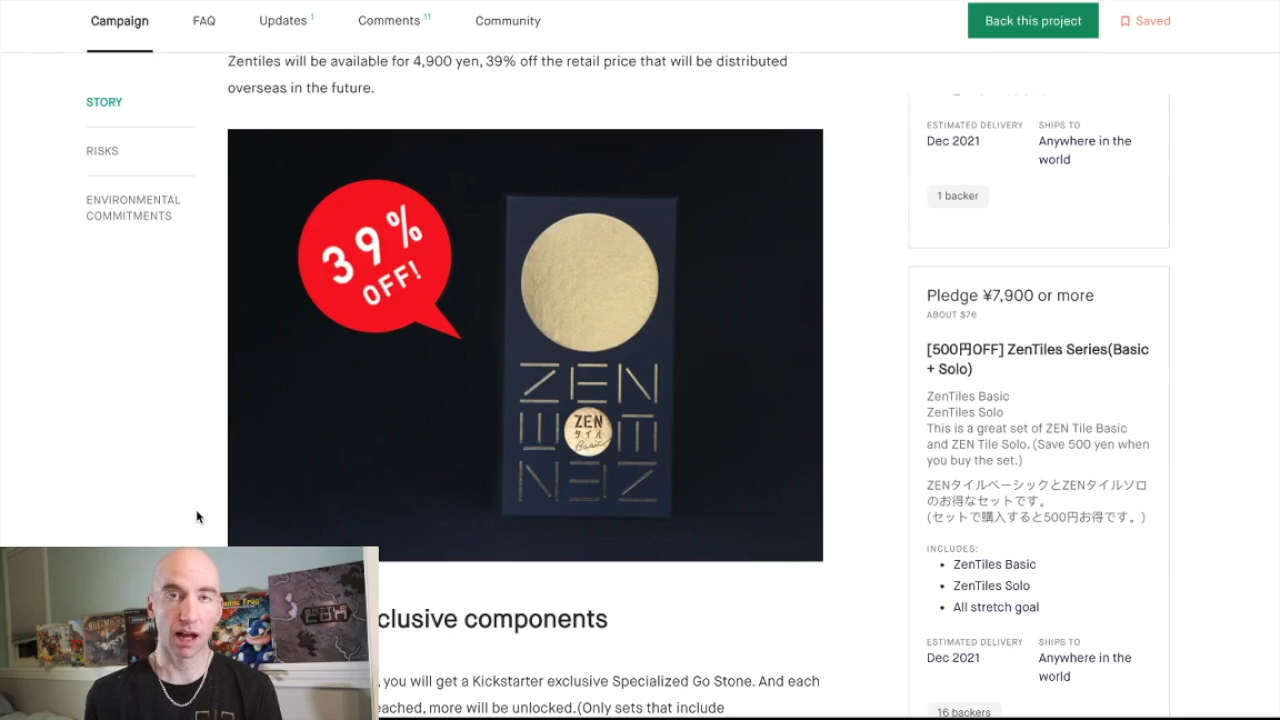 Campaign
FAQ
Updates 1
Comments 11
Community
Back this project
Saved
STORY
RISKS
ENVIRONMENTAL
COMMITMENTS
Zentiles will be available for 4,900 yen, 39% off the retail price that will be distributed
overseas in the future.
39%
OFF!
ZEN
ZEN
タイル
Basic
clusive components
, you will get a Kickstarter exclusive Specialized Go Stone. And each
eached, more will be unlocked.(Only sets that include
ESTIMATED DELIVERY
Dec 2021
SHIPS TO
Anywhere in the
world
1 backer
Pledge ¥7,900 or more
ABOUT $76
[500円OFF] ZenTiles Series(Basic
+ Solo)
ZenTiles Basic
ZenTiles Solo
This is a great set of ZEN Tile Basic
and ZEN Tile Solo. (Save 500 yen when
you buy the set.)
ZENタイルベーシックとZENタイルソロ
のお得なセットです。
(セットで購入すると500円お得です。)
INCLUDES:
• ZenTiles Basic
• ZenTiles Solo
• All stretch goal
ESTIMATED DELIVERY
Dec 2021
SHIPS TO
Anywhere in the
world
16 backers